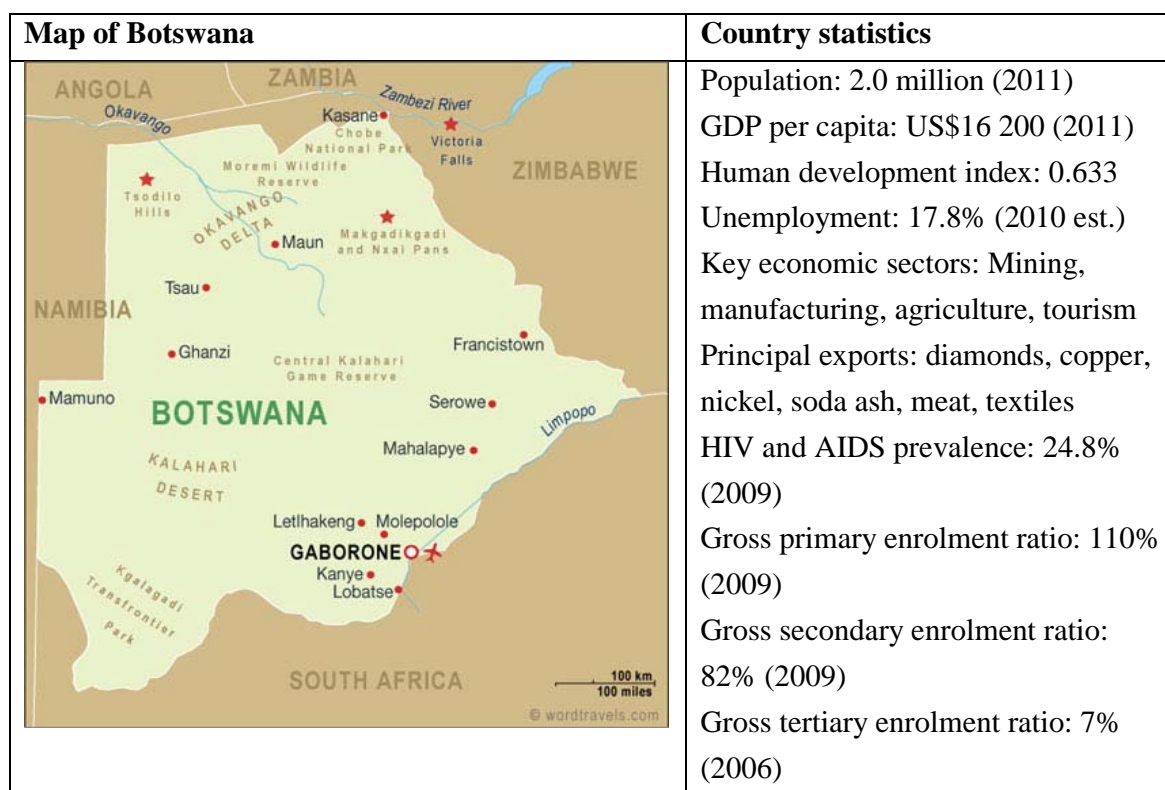 Map of Botswana
Country statistics
ANGOLA
ZAMBIA
Okavango
Zambezi River
Kasane
Chobe
National Park
Victoria
Falls
ZIMBABWE
Moremi Wildlife
Reserve
Tsodilo
Hills
OKAVANGO
DELTA
Maun
Makgadikgadi
and Nxai Pans
Tsau
NAMIBIA
Ghanzi
Francistown
Central Kalahari
Game Reserve
Mamuno
BOTSWANA
Serowe
Limpopo
Mahalapye
KALAHARI
DESERT
Letlhakeng
Molepolole
GABORONE
Kanye
Lobatse
Kgalagadi
Transfrontier
Park
SOUTH AFRICA
100 km
100 miles
© wordtravels.com
Population: 2.0 million (2011)
GDP per capita: US$16 200 (2011)
Human development index: 0.633
Unemployment: 17.8% (2010 est.)
Key economic sectors: Mining,
manufacturing, agriculture, tourism
Principal exports: diamonds, copper,
nickel, soda ash, meat, textiles
HIV and AIDS prevalence: 24.8%
(2009)
Gross primary enrolment ratio: 110%
(2009)
Gross secondary enrolment ratio:
82% (2009)
Gross tertiary enrolment ratio: 7%
(2006)